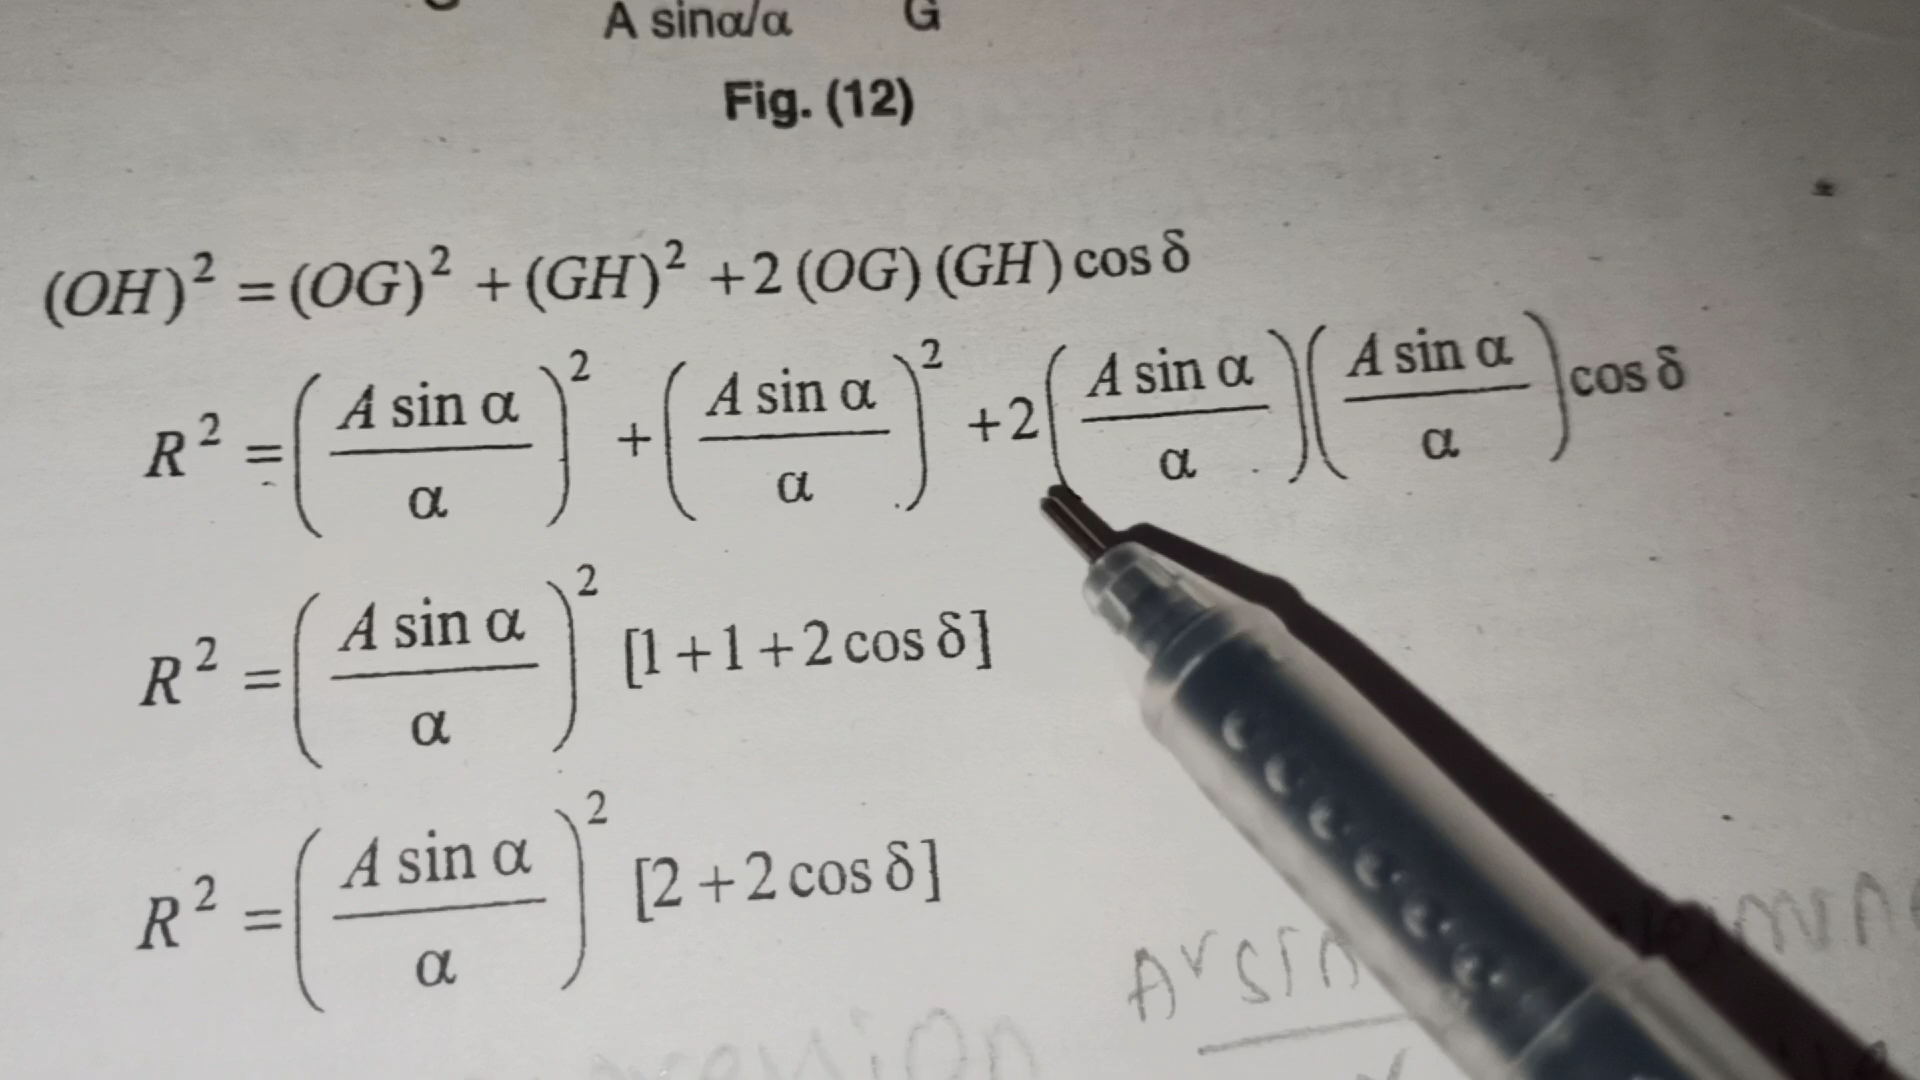 A sinα/α G
Fig. (12)
(OH)² = (OG)² + (GH)² + 2 (OG) (GH) cos δ
R² = (A sin α / α)² + (A sin α / α)² + 2 (A sin α / α) (A sin α / α) cos δ
R² = (A sin α / α)² [1 + 1 + 2 cos δ]
R² = (A sin α / α)² [2 + 2 cos δ]